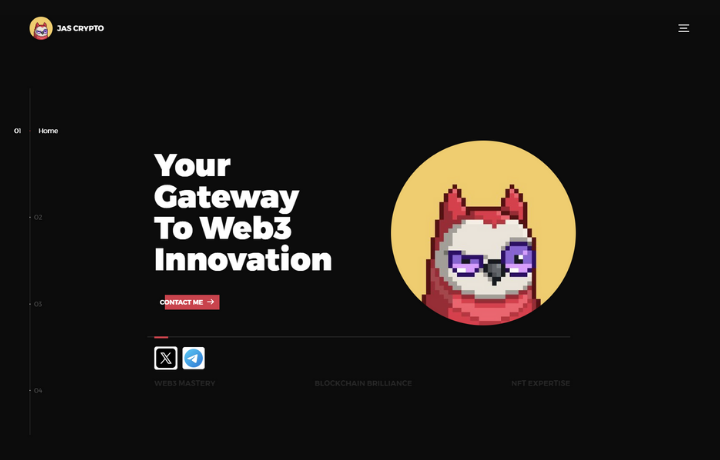 JAS CRYPTO
01 Home
Your
Gateway
To Web3
Innovation
02
CONTACT ME →
03
WEB3 MASTERY BLOCKCHAIN BRILLIANCE NFT EXPERTISE
04